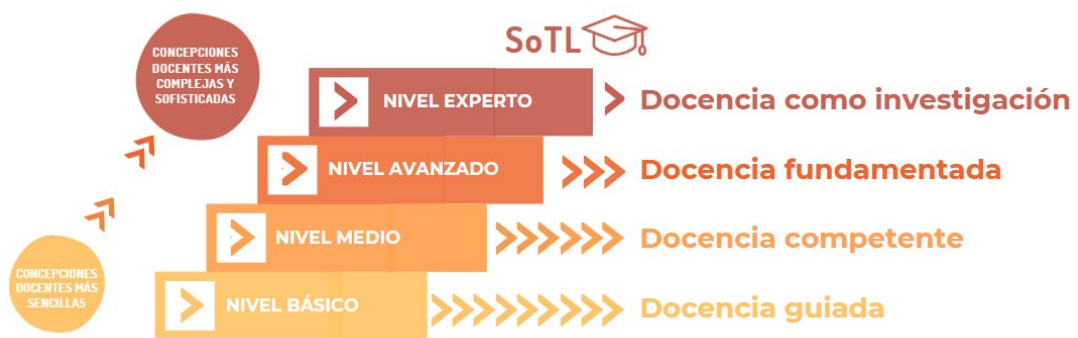 SoTL
CONCEPCIONES
DOCENTES MÁS
COMPLEJAS Y
SOFISTICADAS
NIVEL EXPERTO
Docencia como investigación
NIVEL AVANZADO
Docencia fundamentada
NIVEL MEDIO
Docencia competente
CONCEPCIONES
DOCENTES MÁS
SENCILLAS
NIVEL BÁSICO
Docencia guiada